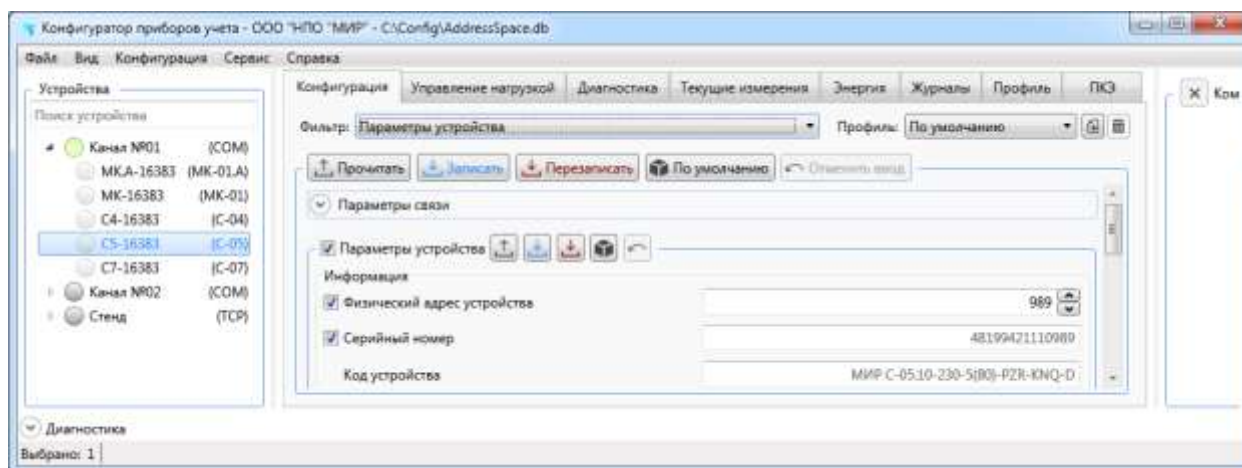 Конфигуратор приборов учета - ООО "НПО "МИР" - C:\Config\AddressSpace.db
Файл Вид Конфигурация Сервис Справка
Устройства
Поиск устройства
Канал №01 (COM)
МК.А-16383 (МК-01.А)
МК-16383 (МК-01)
С4-16383 (С-04)
С5-16383 (С-05)
С7-16383 (С-07)
Канал №02 (COM)
Стенд (TCP)
Конфигурация Управление нагрузкой Диагностика Текущие измерения Энергия Журналы Профиль ПКЭ
Фильтр: Параметры устройства Профиль: По умолчанию
Прочитать Записать Перезаписать По умолчанию Отменить ввод
Параметры связи
Параметры устройства
Информация
Физический адрес устройства 989
Серийный номер 48199421110989
Код устройства МИР С-05.10-230-5(80)-PZR-KNQ-D
Ком
Диагностика
Выбрано: 1